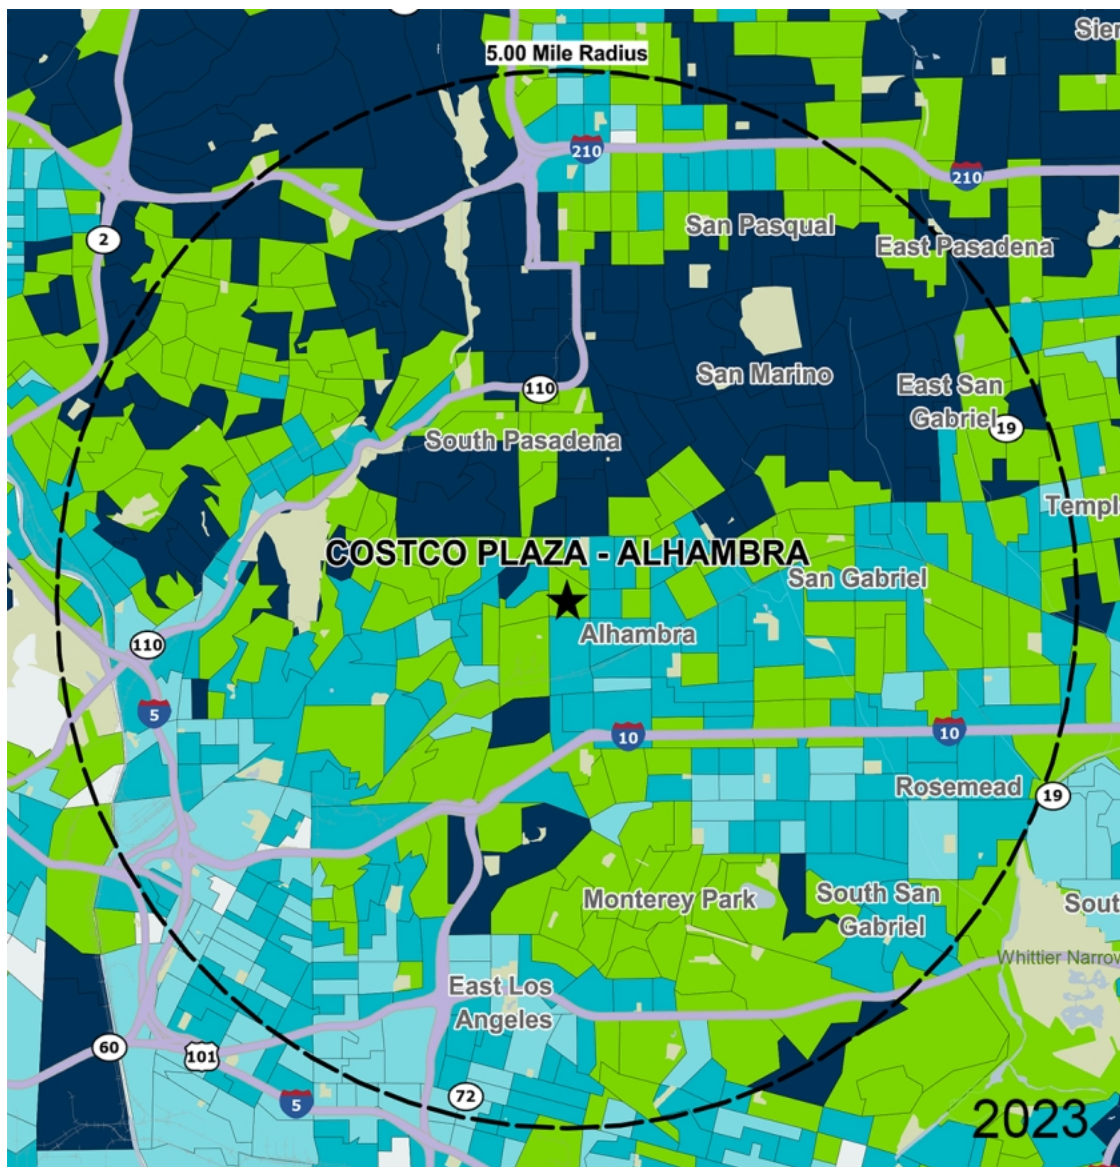 Sier
5.00 Mile Radius
210
210
2
San Pasqual
East Pasadena
San Marino
110
East San
Gabriel
19
South Pasadena
Templ
COSTCO PLAZA - ALHAMBRA
San Gabriel
Alhambra
110
5
10
10
Rosemead
19
Monterey Park
South San
Gabriel
Sout
Whittier Narrow
East Los
Angeles
60
101
72
5
2023